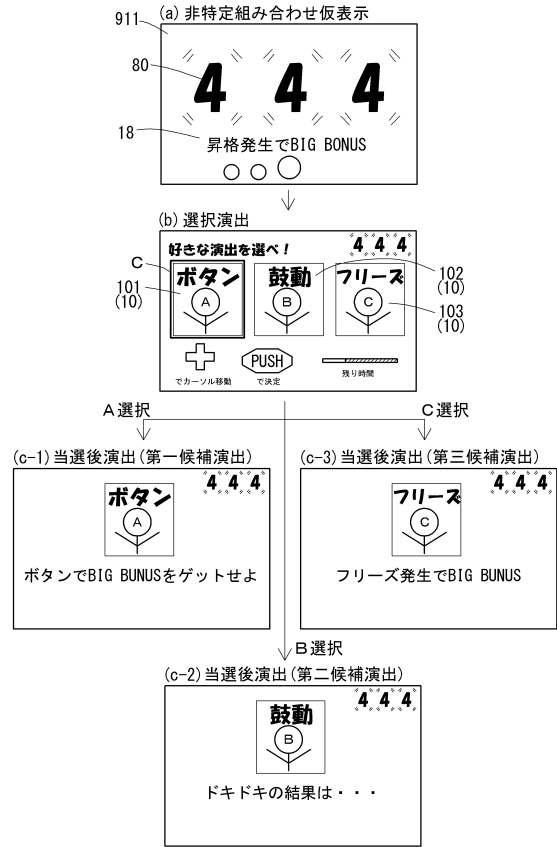 (a) 非特定組み合わせ仮表示
911
80
4 4 4
18
昇格発生でBIG BONUS
(b) 選択演出
好きな演出を選べ!
4 4 4
C
ボタン
鼓動
フリーズ
101
(10)
102
(10)
103
(10)
A
B
C
PUSH
でカーソル移動
で決定
残り時間
A選択
C選択
(c-1)当選後演出(第一候補演出)
4 4 4
ボタン
A
ボタンでBIG BUNUSをゲットせよ
(c-3)当選後演出(第三候補演出)
4 4 4
フリーズ
C
フリーズ発生でBIG BUNUS
B選択
(c-2)当選後演出(第二候補演出)
4 4 4
鼓動
B
ドキドキの結果は・・・